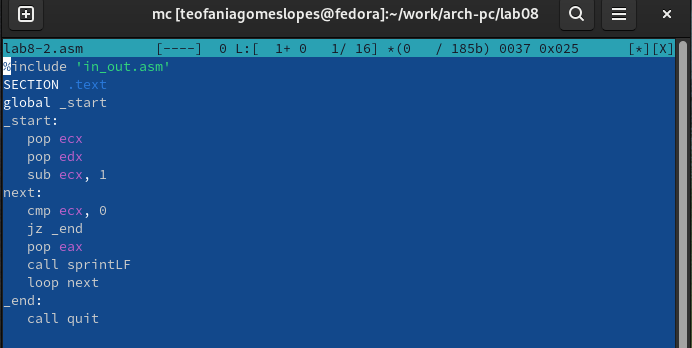 mc [teofaniagomeslopes@fedora]:~/work/arch-pc/lab08
lab8-2.asm [----] 0 L:[ 1+ 0 1/ 16] *(0 / 185b) 0037 0x025 [*][X]
%include 'in_out.asm'
SECTION .text
global _start
_start:
pop ecx
pop edx
sub ecx, 1
next:
cmp ecx, 0
jz _end
pop eax
call sprintLF
loop next
_end:
call quit